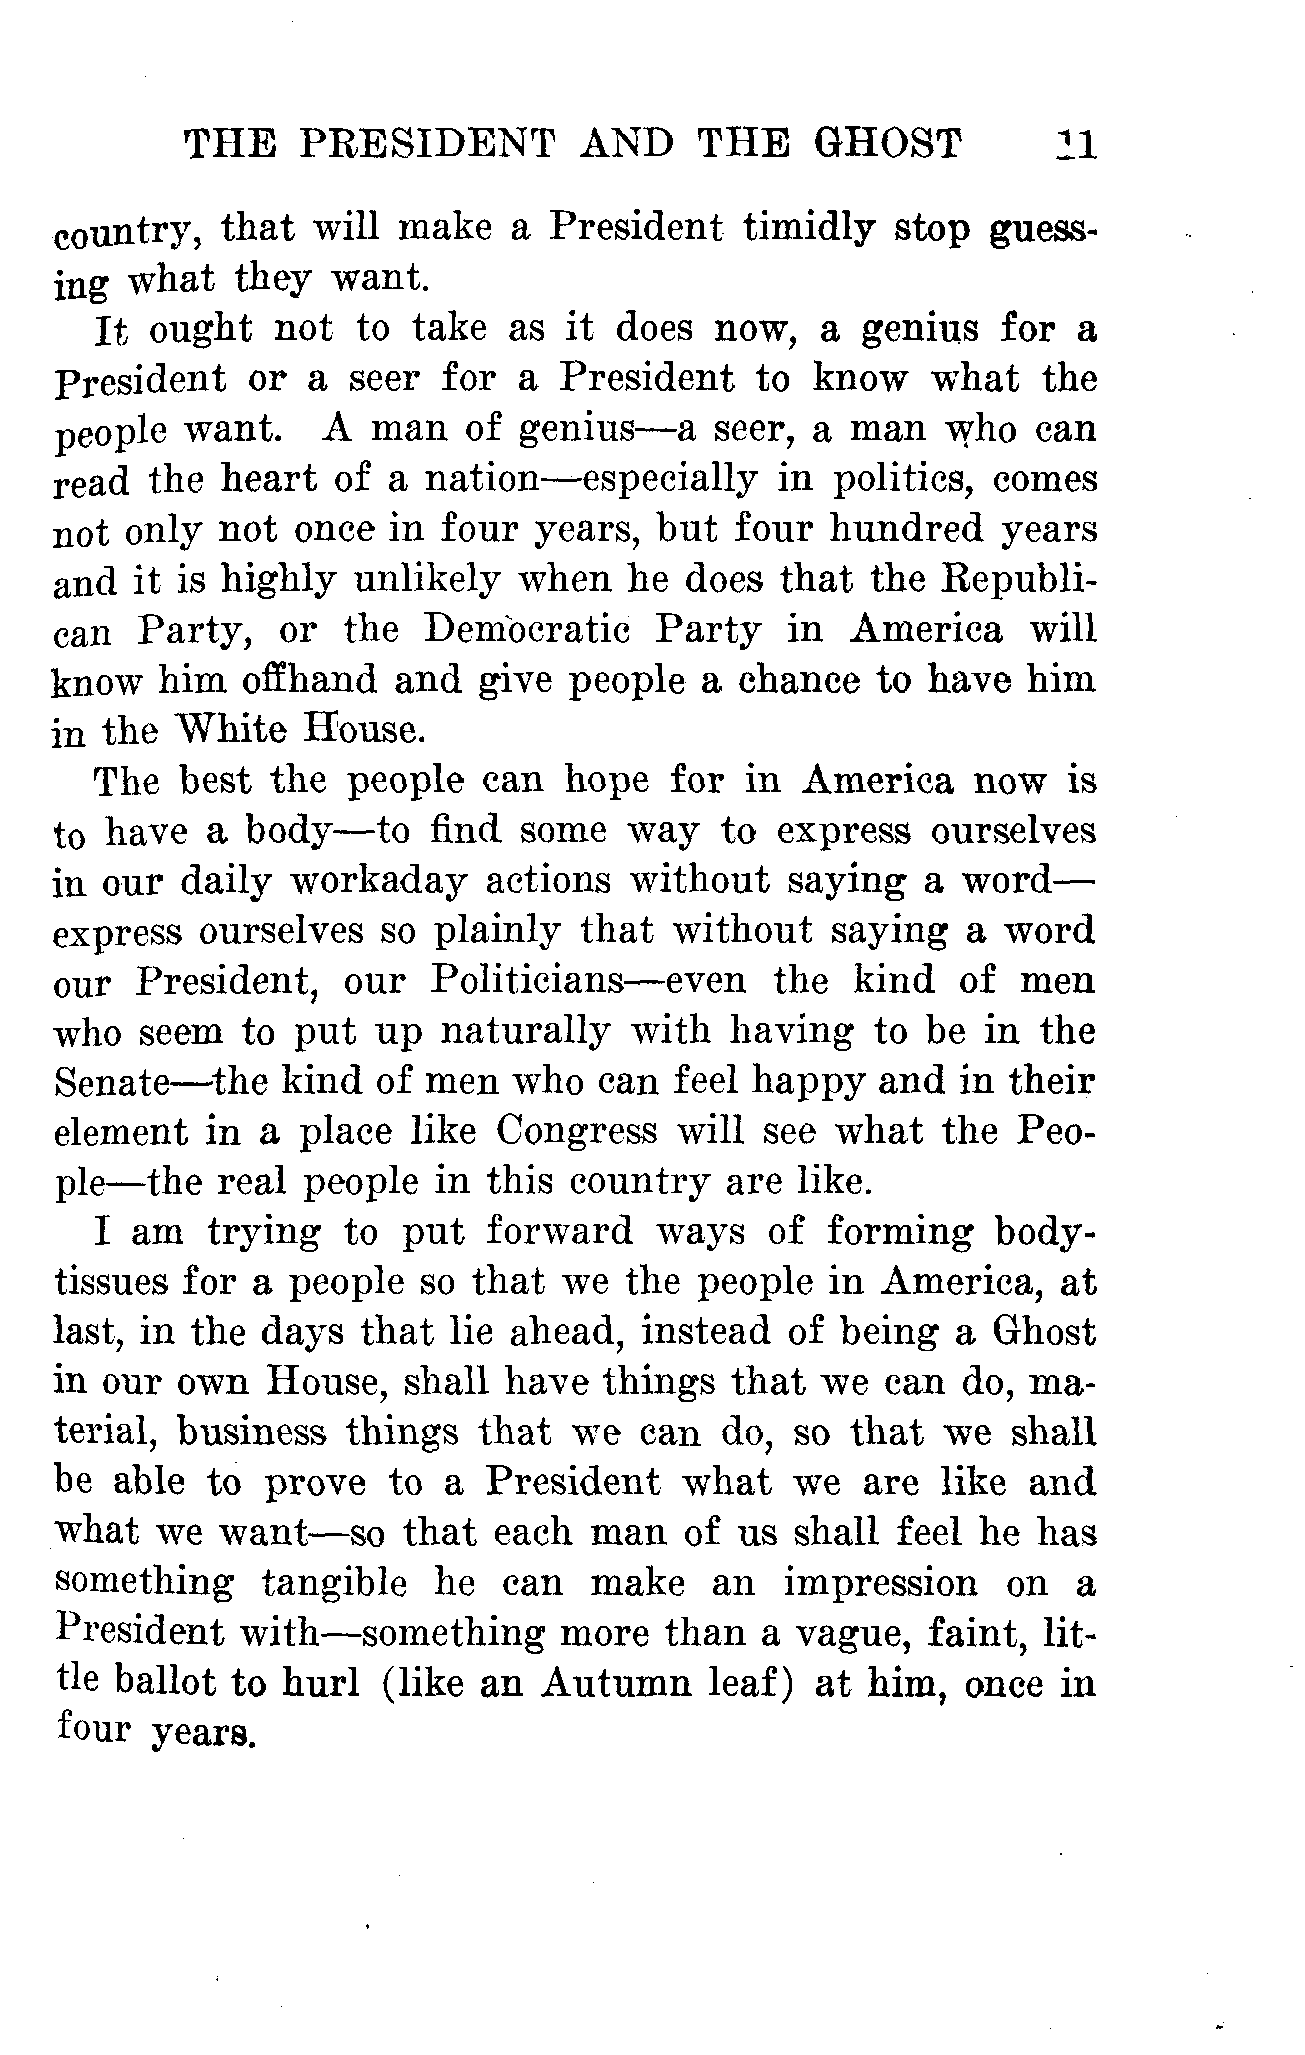 THE PRESIDENT AND THE GHOST 11
country, that will make a President timidly stop guess-
ing what they want.
It ought not to take as it does now, a genius for a
President or a seer for a President to know what the
people want. A man of genius—a seer, a man who can
read the heart of a nation—especially in politics, comes
not only not once in four years, but four hundred years
and it is highly unlikely when he does that the Republi-
can Party, or the Democratic Party in America will
know him offhand and give people a chance to have him
in the White House.
The best the people can hope for in America now is
to have a body—to find some way to express ourselves
in our daily workaday actions without saying a word—
express ourselves so plainly that without saying a word
our President, our Politicians—even the kind of men
who seem to put up naturally with having to be in the
Senate—the kind of men who can feel happy and in their
element in a place like Congress will see what the Peo-
ple—the real people in this country are like.
I am trying to put forward ways of forming body-
tissues for a people so that we the people in America, at
last, in the days that lie ahead, instead of being a Ghost
in our own House, shall have things that we can do, ma-
terial, business things that we can do, so that we shall
be able to prove to a President what we are like and
what we want—so that each man of us shall feel he has
something tangible he can make an impression on a
President with—something more than a vague, faint, lit-
tle ballot to hurl (like an Autumn leaf) at him, once in
four years.